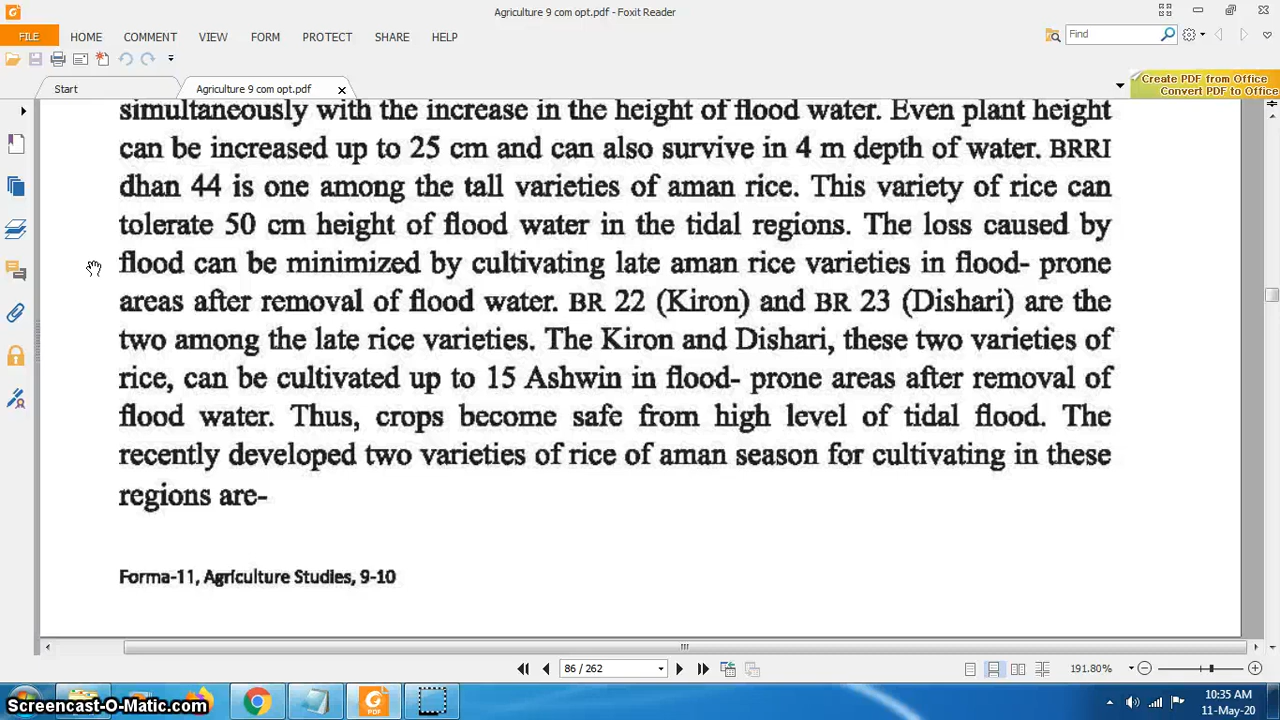 Agriculture 9 com opt.pdf - Foxit Reader
FILE HOME COMMENT VIEW FORM PROTECT SHARE HELP
Find
Start
Agriculture 9 com opt.pdf
Create PDF from Office
Convert PDF to Office
simultaneously with the increase in the height of flood water. Even plant height
can be increased up to 25 cm and can also survive in 4 m depth of water. BRRI
dhan 44 is one among the tall varieties of aman rice. This variety of rice can
tolerate 50 cm height of flood water in the tidal regions. The loss caused by
flood can be minimized by cultivating late aman rice varieties in flood- prone
areas after removal of flood water. BR 22 (Kiron) and BR 23 (Dishari) are the
two among the late rice varieties. The Kiron and Dishari, these two varieties of
rice, can be cultivated up to 15 Ashwin in flood- prone areas after removal of
flood water. Thus, crops become safe from high level of tidal flood. The
recently developed two varieties of rice of aman season for cultivating in these
regions are-
Forma-11, Agriculture Studies, 9-10
86 / 262
191.80%
Screencast-O-Matic.com
PDF
10:35 AM
11-May-20